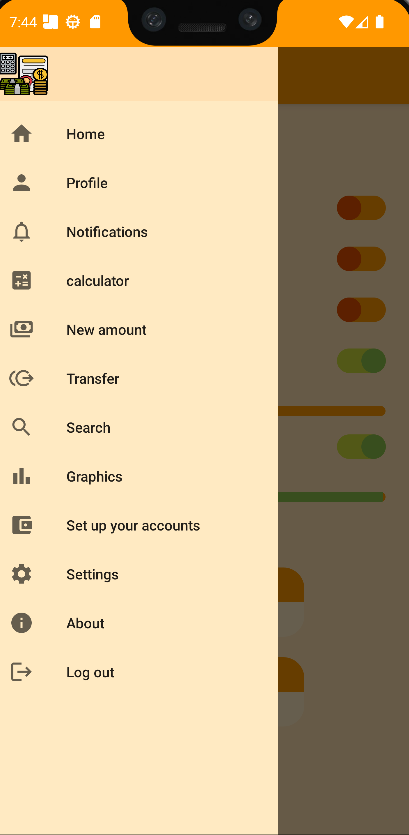 7:44
Home
Profile
Notifications
calculator
New amount
Transfer
Search
Graphics
Set up your accounts
Settings
About
Log out